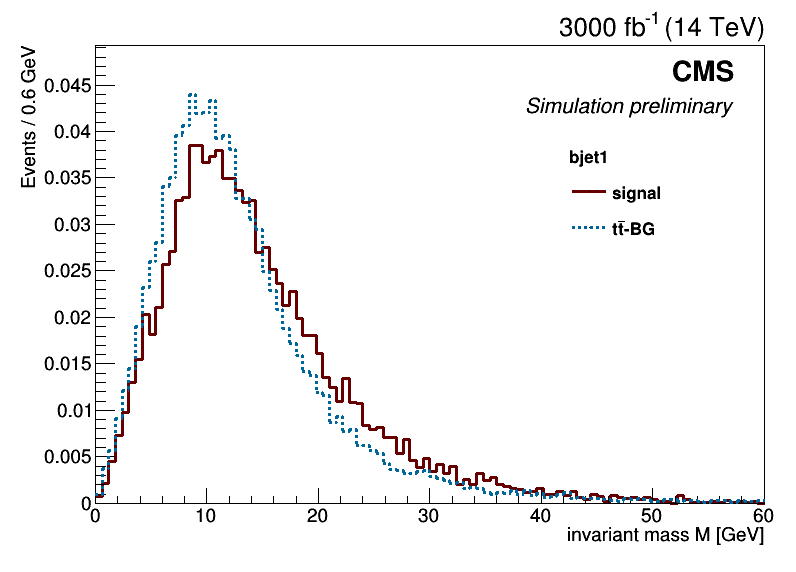 3000 fb-1 (14 TeV)
Events / 0.6 GeV
CMS
Simulation preliminary
bjet1
signal
tt̄-BG
0.045
0.04
0.035
0.03
0.025
0.02
0.015
0.01
0.005
0
0 10 20 30 40 50 60
invariant mass M [GeV]